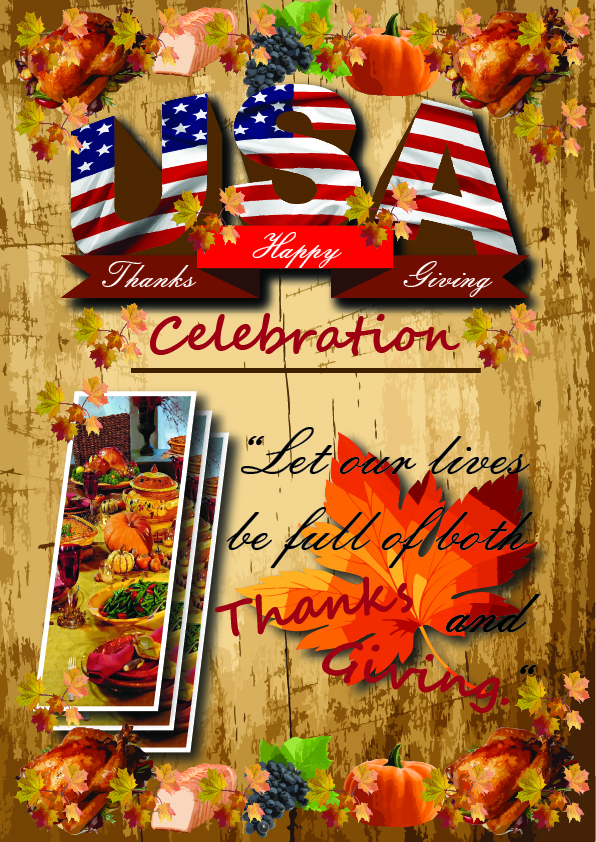 USA
Happy
Thanks Giving
Celebration
“Let our lives
be full of both
Thanks and
Giving.“